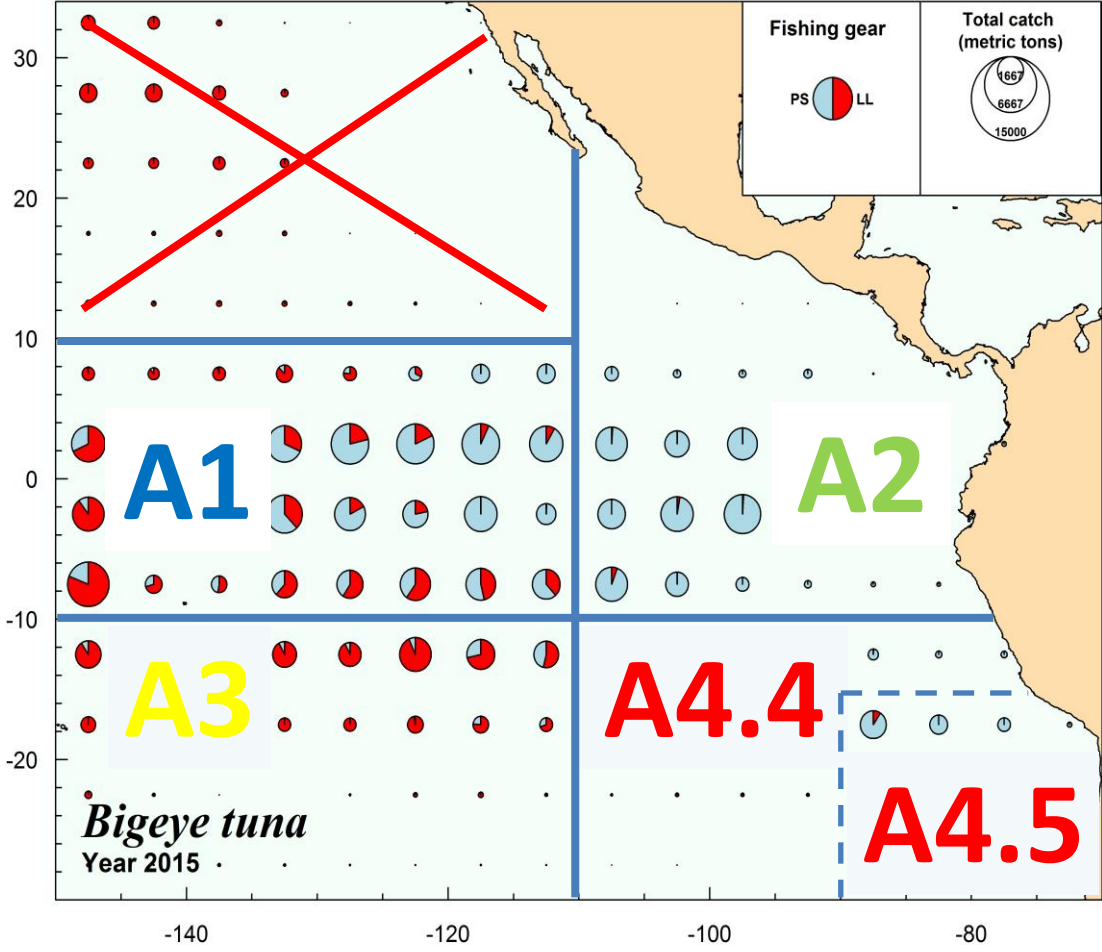 Fishing gear
PS LL
Total catch
(metric tons)
1667
6667
15000
30
20
10
0
-10
-20
A1
A2
A3
A4.4
A4.5
Bigeye tuna
Year 2015
-140
-120
-100
-80